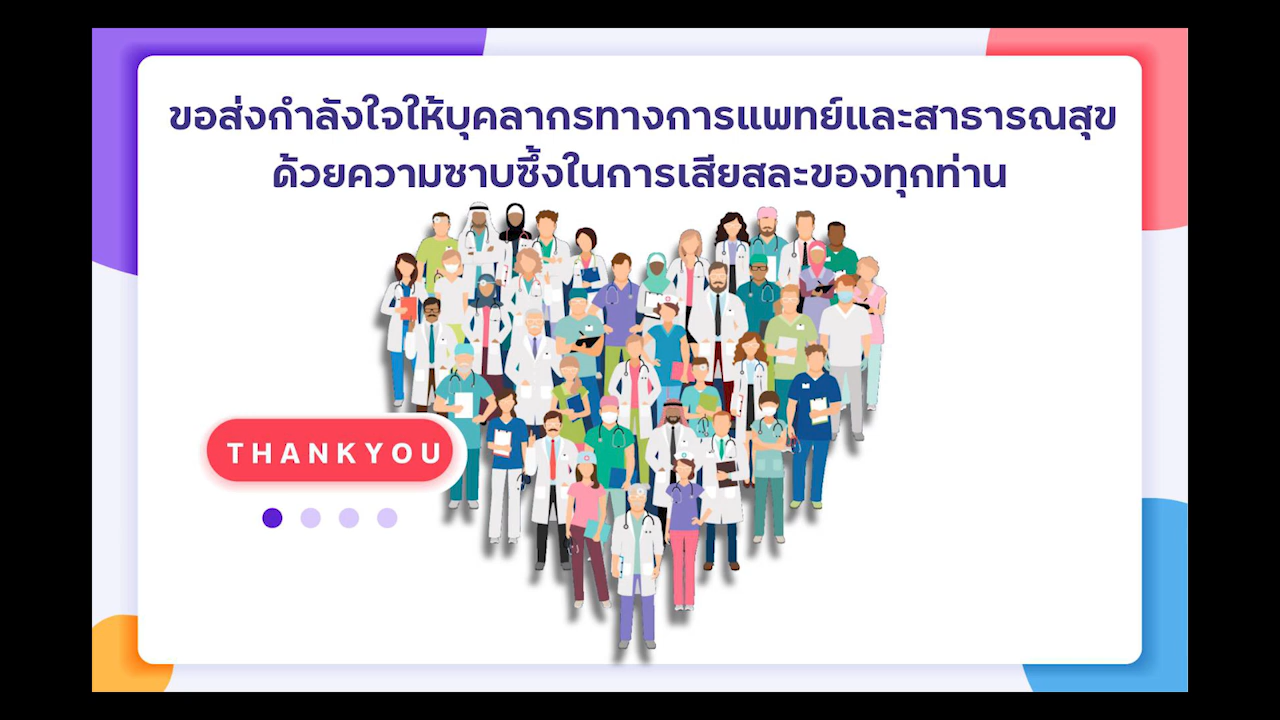 ขอส่งกำลังใจให้บุคลากรทางการแพทย์และสาธารณสุข
ด้วยความซาบซึ้งในการเสียสละของทุกท่าน
THANKYOU